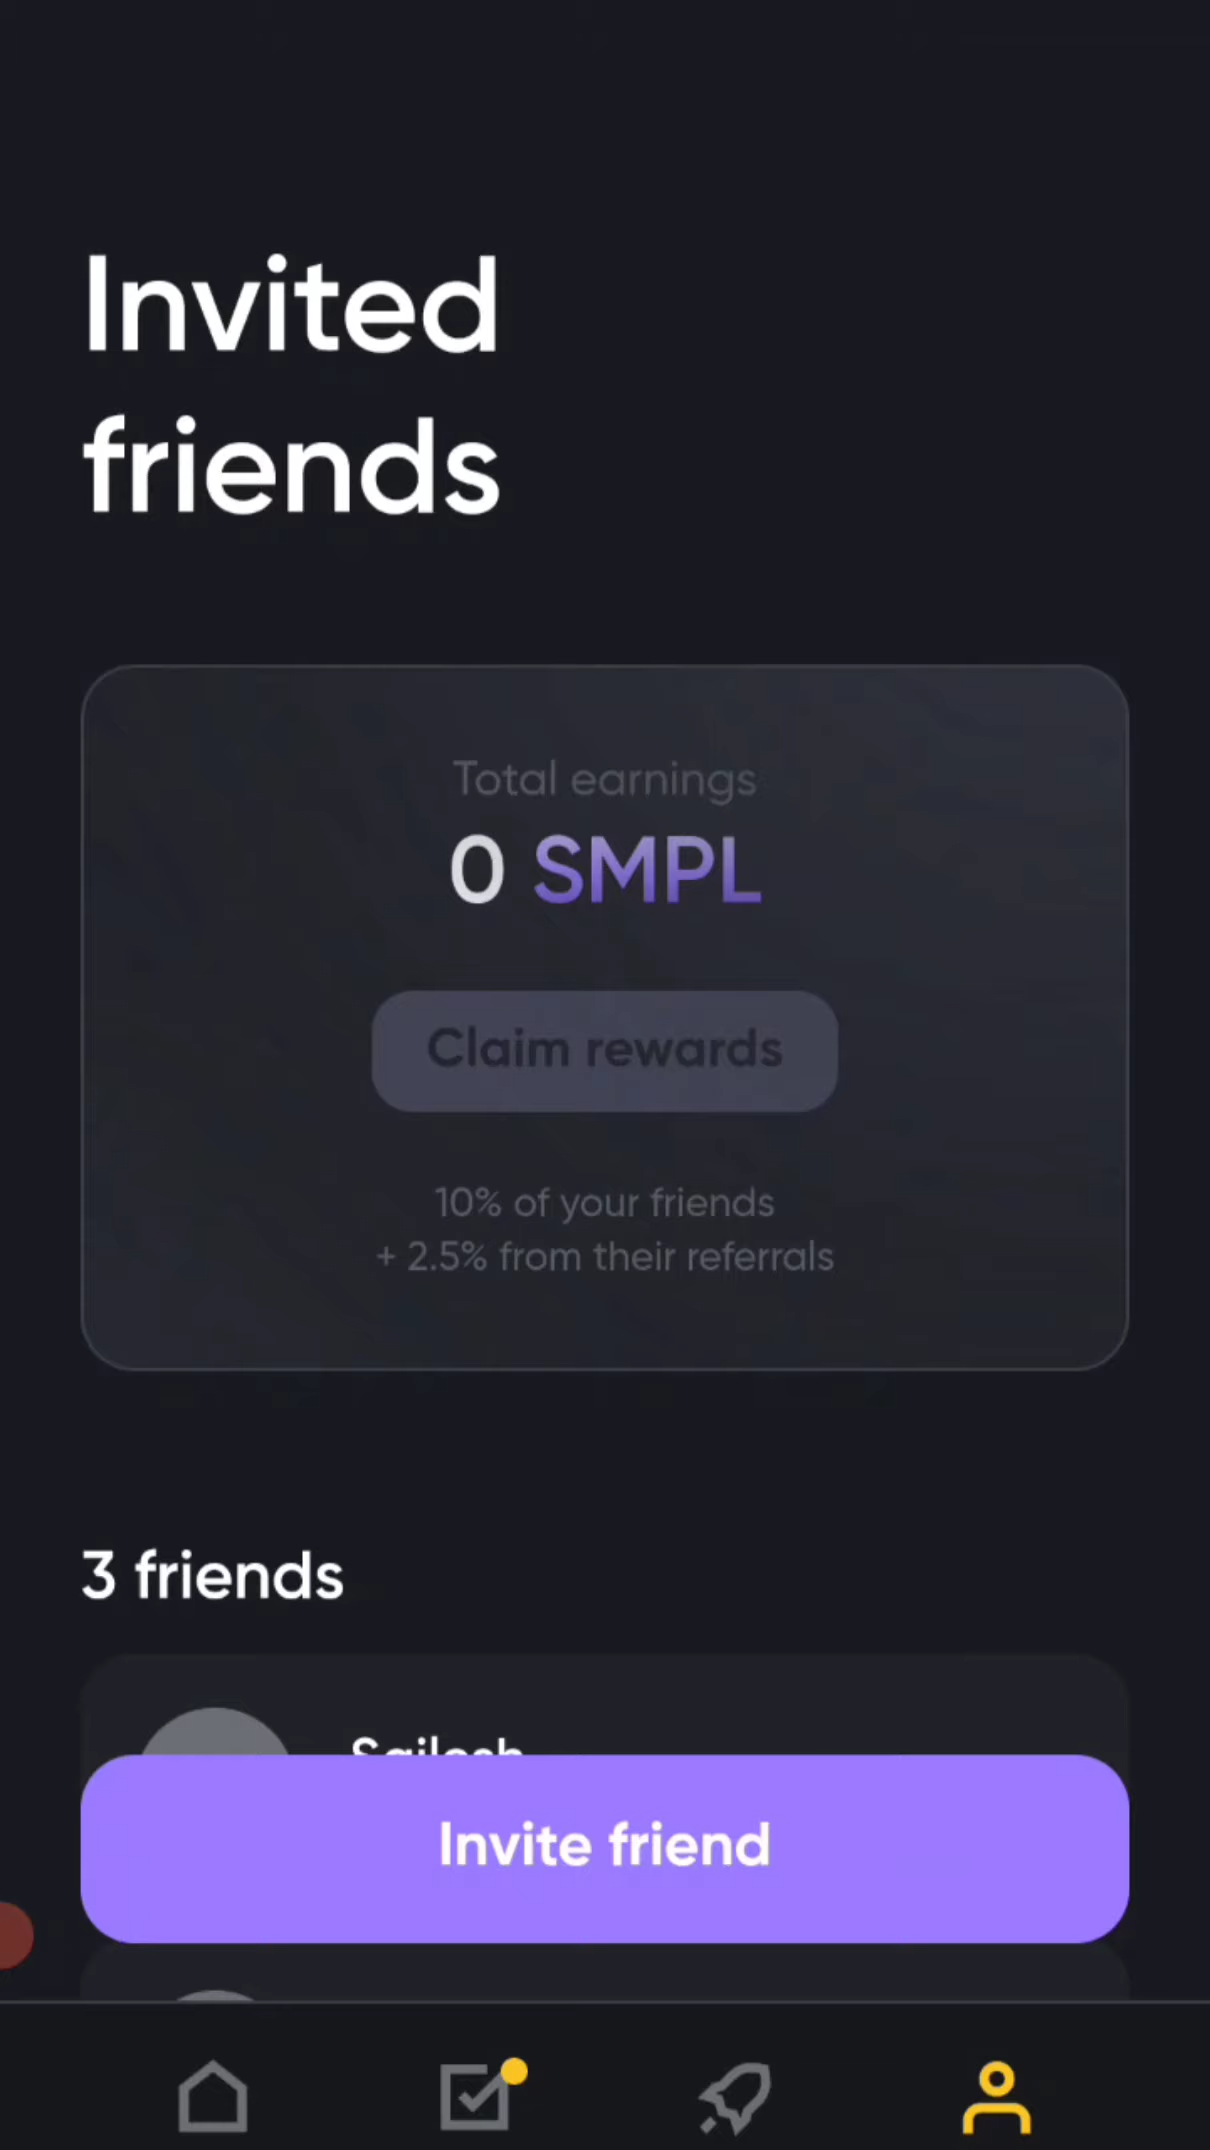 Invited
friends
Total earnings
0 SMPL
Claim rewards
10% of your friends
+ 2.5% from their referrals
3 friends
Sailesh
Invite friend